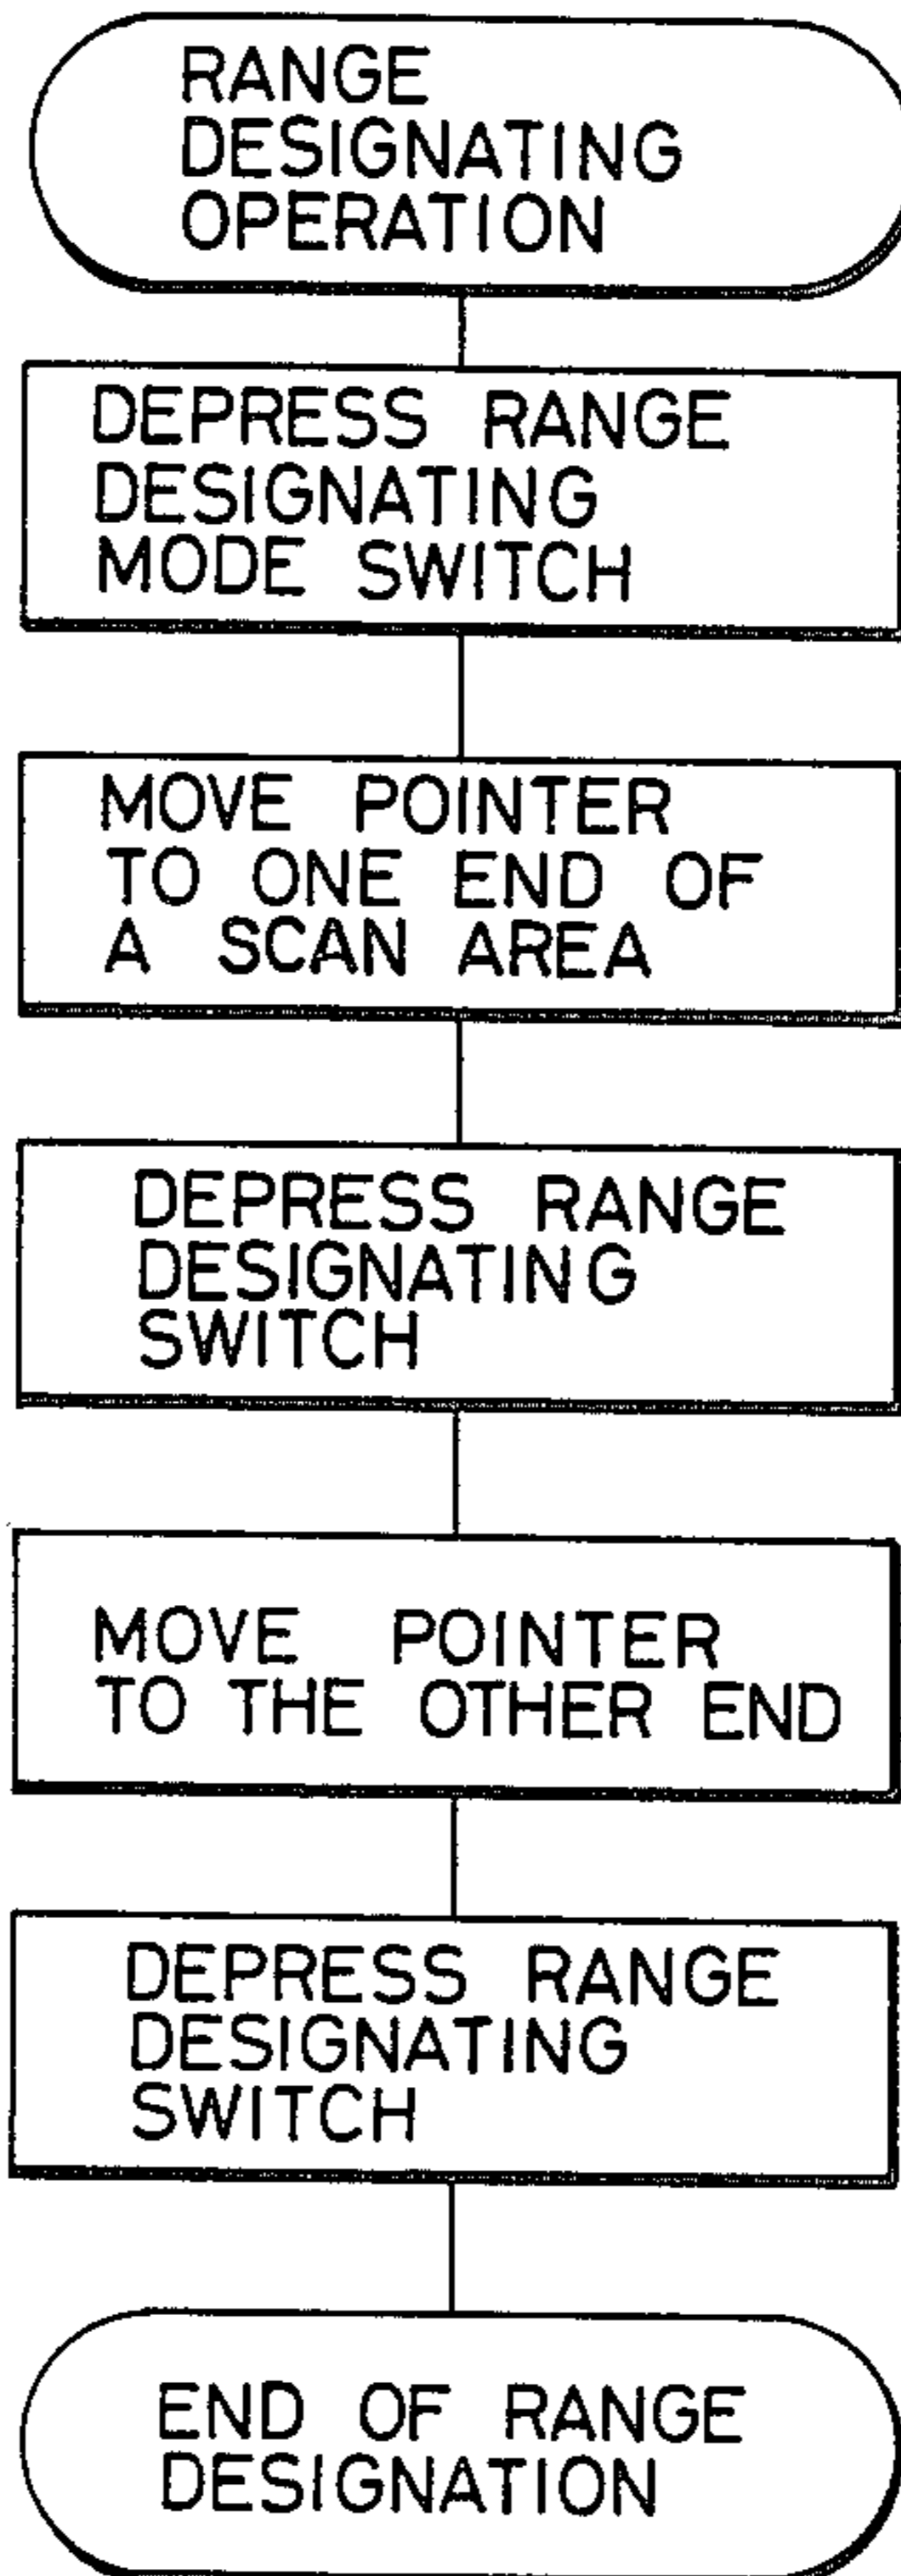 RANGE
DESIGNATING
OPERATION
DEPRESS RANGE
DESIGNATING
MODE SWITCH
MOVE POINTER
TO ONE END OF
A SCAN AREA
DEPRESS RANGE
DESIGNATING
SWITCH
MOVE POINTER
TO THE OTHER END
DEPRESS RANGE
DESIGNATING
SWITCH
END OF RANGE
DESIGNATION